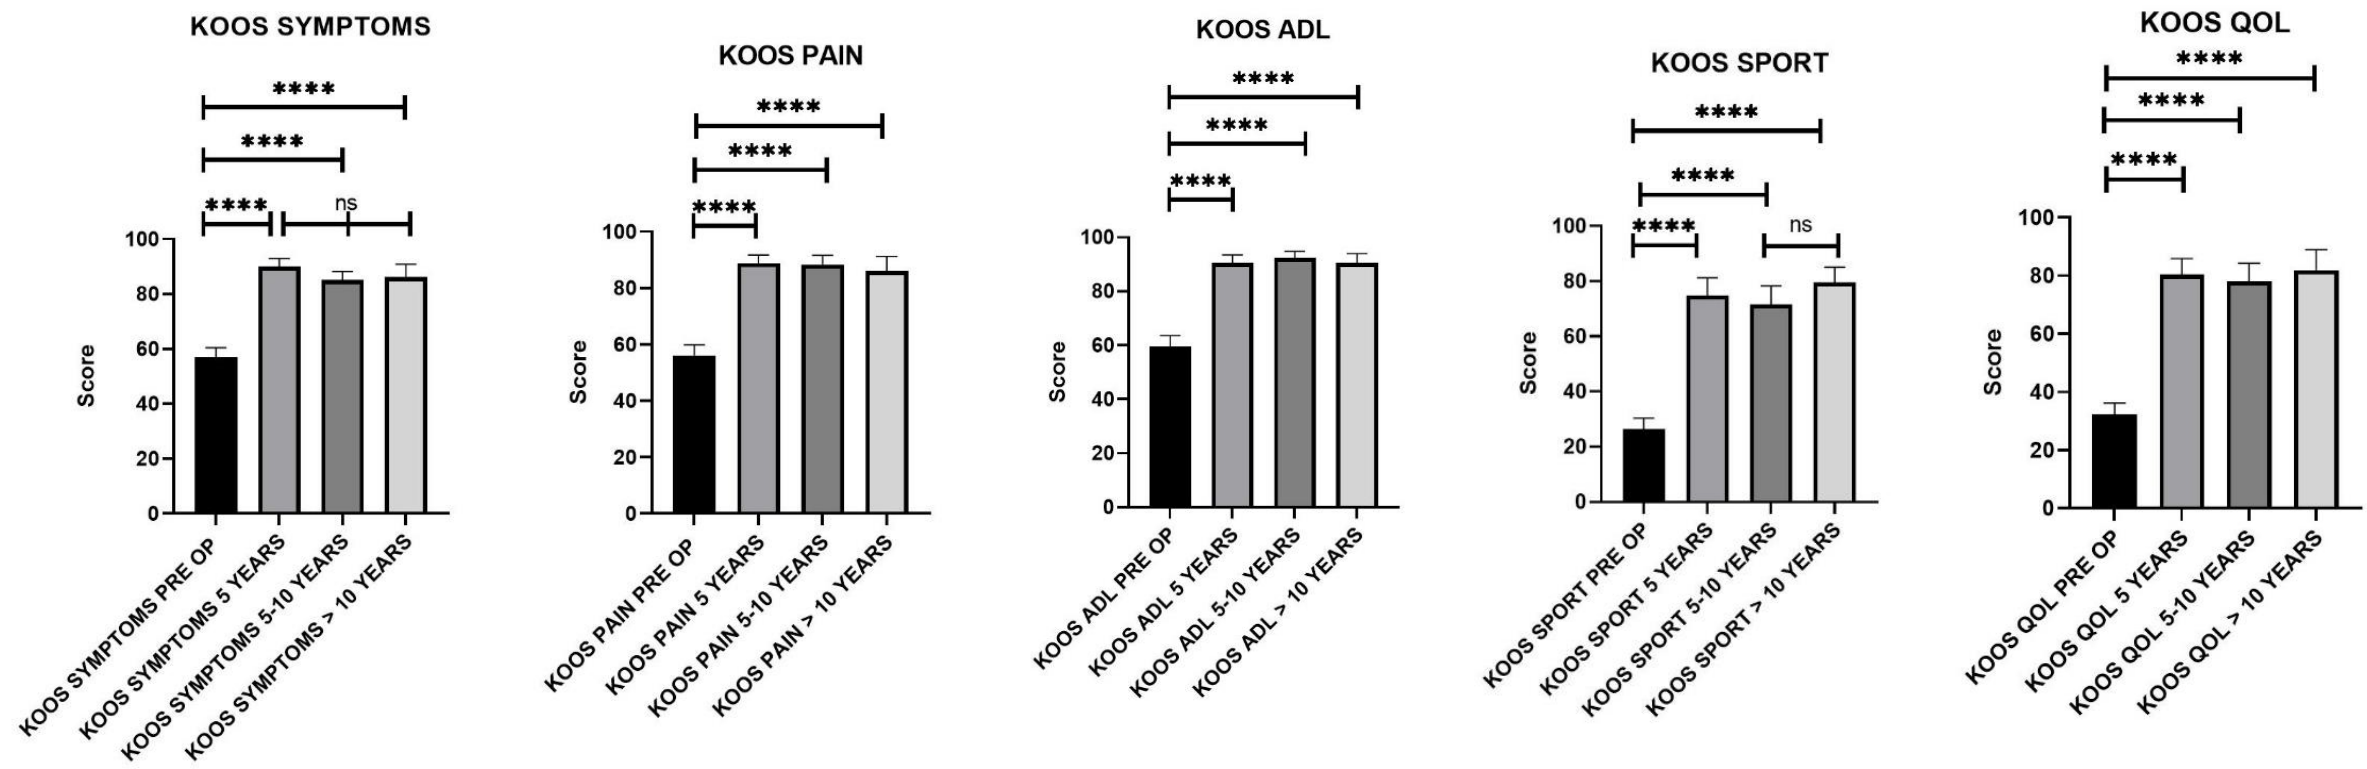 KOOS SYMPTOMS
****
****
****
ns
100
80
60
40
20
0
Score
KOOS SYMPTOMS PRE OP
KOOS SYMPTOMS 5 YEARS
KOOS SYMPTOMS 5-10 YEARS
KOOS SYMPTOMS > 10 YEARS
KOOS PAIN
****
****
****
100
80
60
40
20
0
Score
KOOS PAIN PRE OP
KOOS PAIN 5 YEARS
KOOS PAIN 5-10 YEARS
KOOS PAIN > 10 YEARS
KOOS ADL
****
****
****
100
80
60
40
20
0
Score
KOOS ADL PRE OP
KOOS ADL 5 YEARS
KOOS ADL 5-10 YEARS
KOOS ADL > 10 YEARS
KOOS SPORT
****
****
****
ns
100
80
60
40
20
0
Score
KOOS SPORT PRE OP
KOOS SPORT 5 YEARS
KOOS SPORT 5-10 YEARS
KOOS SPORT > 10 YEARS
KOOS QOL
****
****
****
100
80
60
40
20
0
Score
KOOS QOL PRE OP
KOOS QOL 5 YEARS
KOOS QOL 5-10 YEARS
KOOS QOL > 10 YEARS